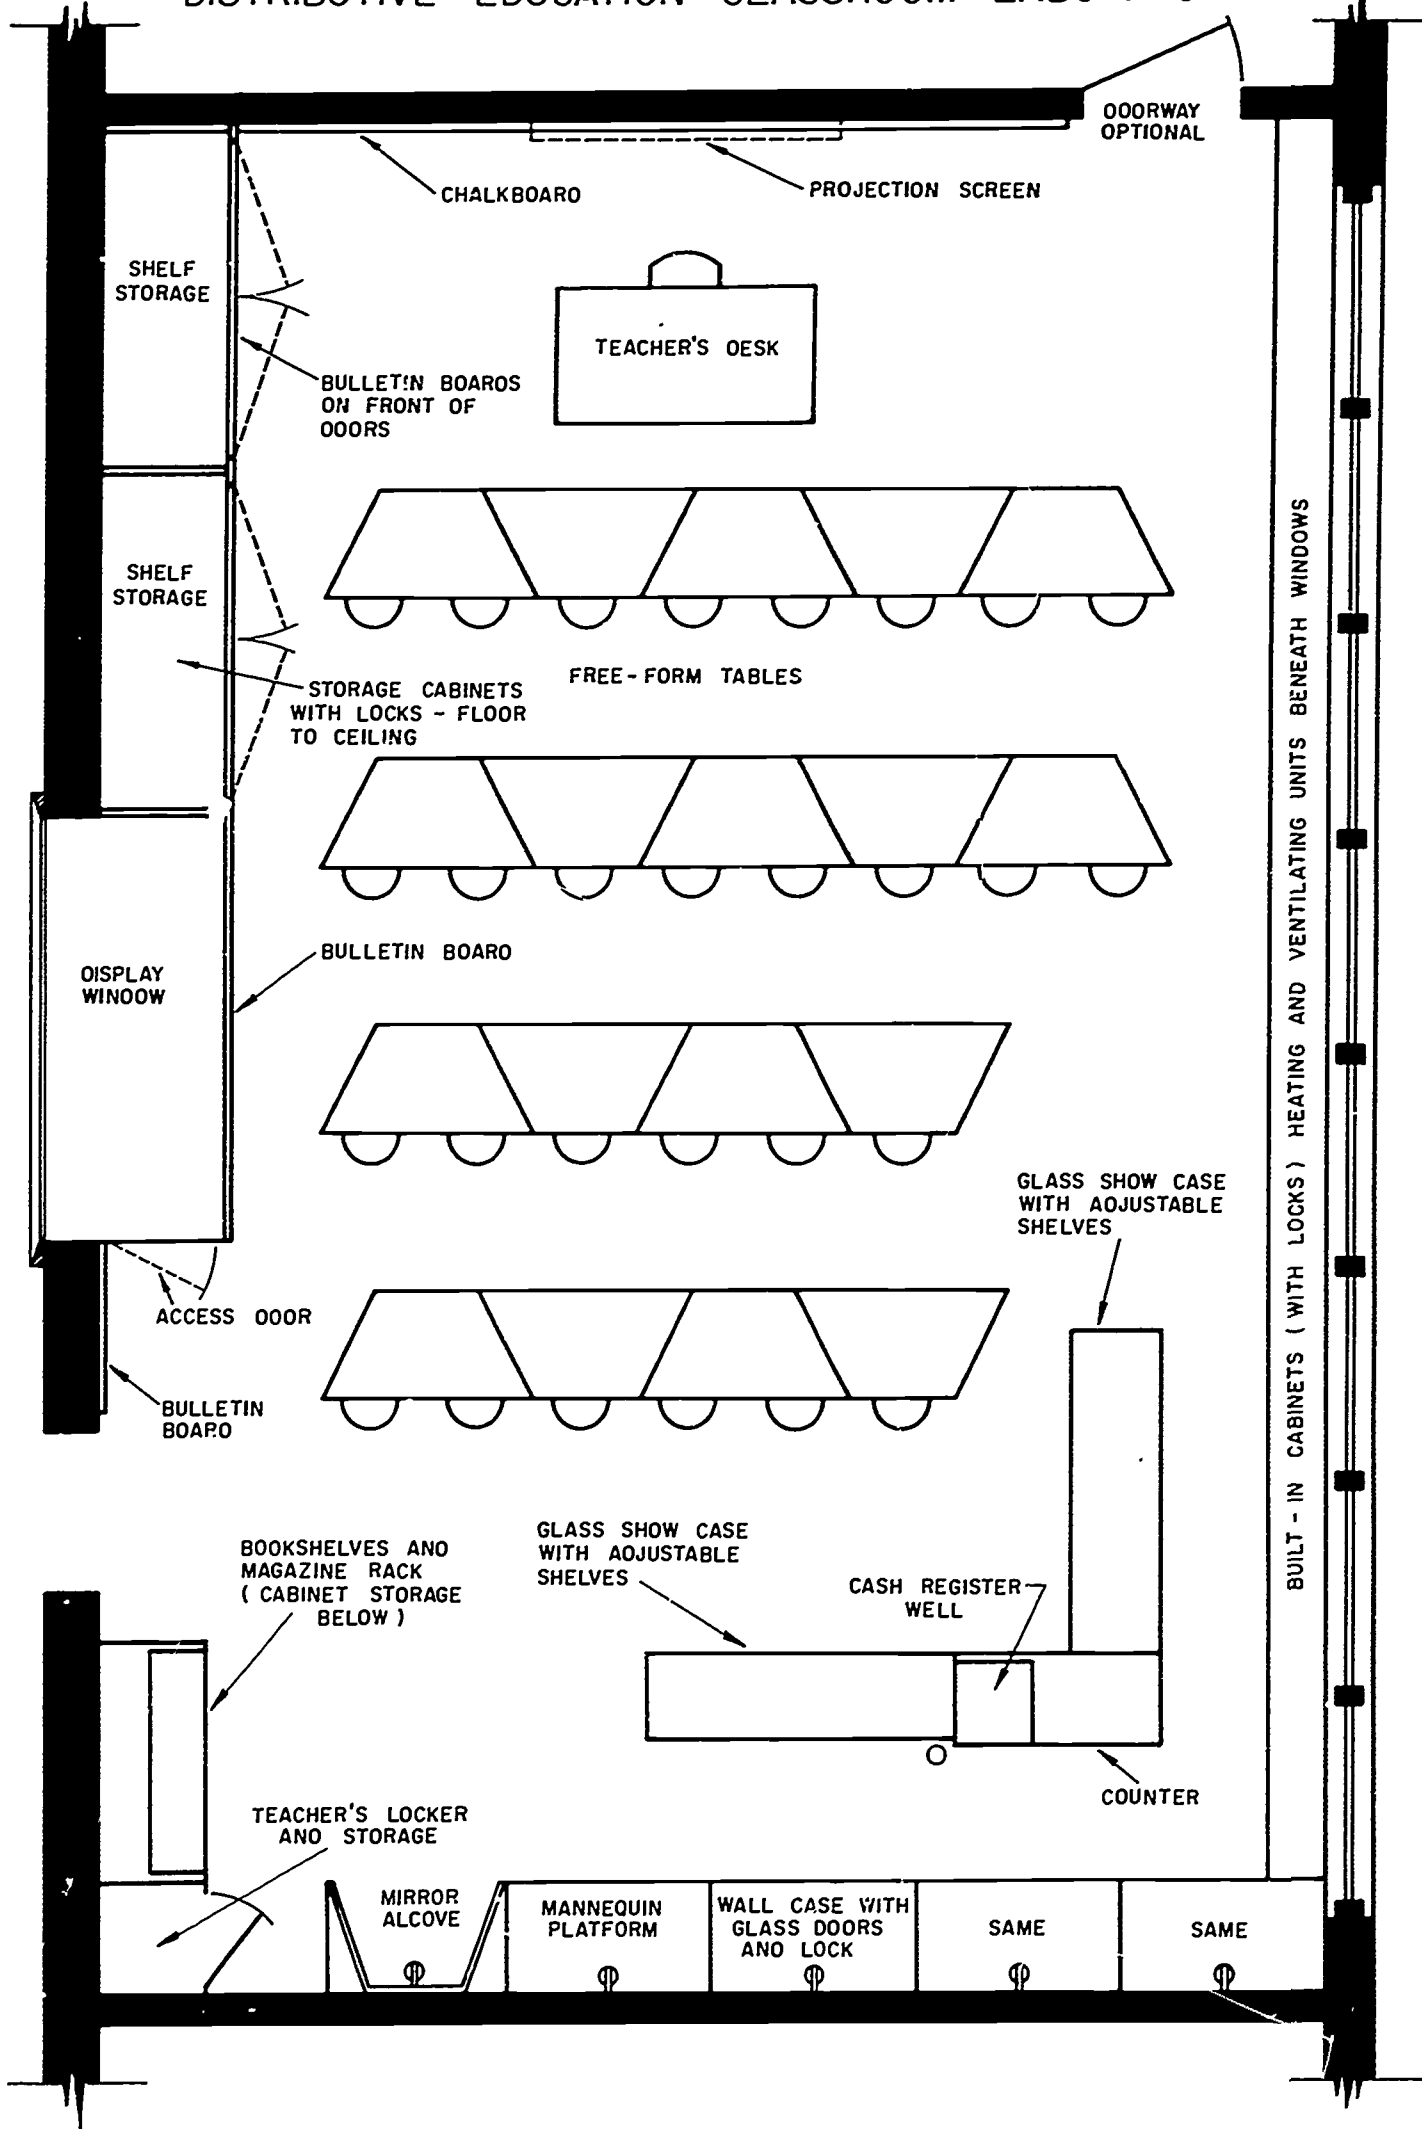 DISTRIBUTIVE EDUCATION CLASSROOM
OOORWAY
OPTIONAL
CHALKBOARO
PROJECTION SCREEN
SHELF
STORAGE
TEACHER'S OESK
BULLETIN BOAROS
ON FRONT OF
OOORS
SHELF
STORAGE
FREE-FORM TABLES
STORAGE CABINETS
WITH LOCKS - FLOOR
TO CEILING
BUILT-IN CABINETS (WITH LOCKS) HEATING AND VENTILATING UNITS BENEATH WINDOWS
BULLETIN BOARO
OISPLAY
WINOOW
GLASS SHOW CASE
WITH AOJUSTABLE
SHELVES
ACCESS OOOR
BULLETIN
BOARO
GLASS SHOW CASE
WITH AOJUSTABLE
SHELVES
BOOKSHELVES ANO
MAGAZINE RACK
( CABINET STORAGE
BELOW )
CASH REGISTER
WELL
COUNTER
TEACHER'S LOCKER
ANO STORAGE
MIRROR
ALCOVE
MANNEQUIN
PLATFORM
WALL CASE WITH
GLASS DOORS
ANO LOCK
SAME
SAME